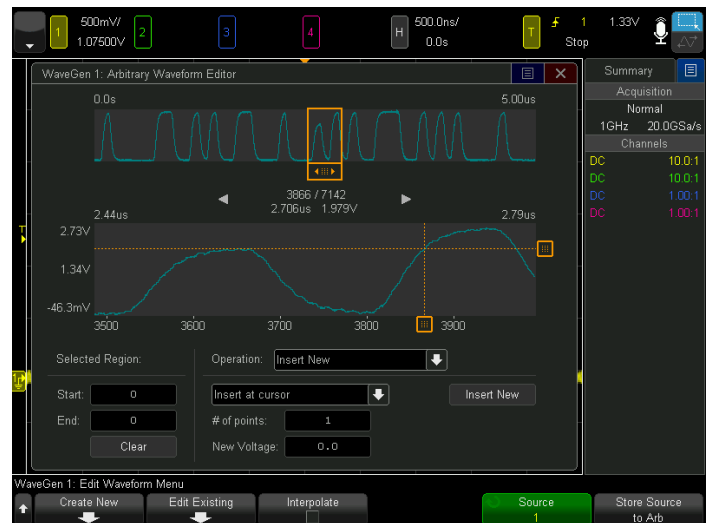 1 500mV/ 1.07500V 2 3 4 H 500.0ns/ 0.0s T 1 1.33V Stop
WaveGen 1: Arbitrary Waveform Editor
Summary
Acquisition
Normal
1GHz 20.0GSa/s
Channels
DC 10.0:1
DC 10.0:1
DC 1.00:1
DC 1.00:1
0.0s 5.00us
3866 / 7142
2.706us 1.979V
2.44us 2.79us
2.73V
1.34V
-46.3mV
3500 3600 3700 3800 3900
T
Selected Region: Operation: Insert New
Start: 0 Insert at cursor Insert New
End: 0 # of points: 1
Clear New Voltage: 0.0
WaveGen 1: Edit Waveform Menu
Create New Edit Existing Interpolate Source Store Source
1 to Arb